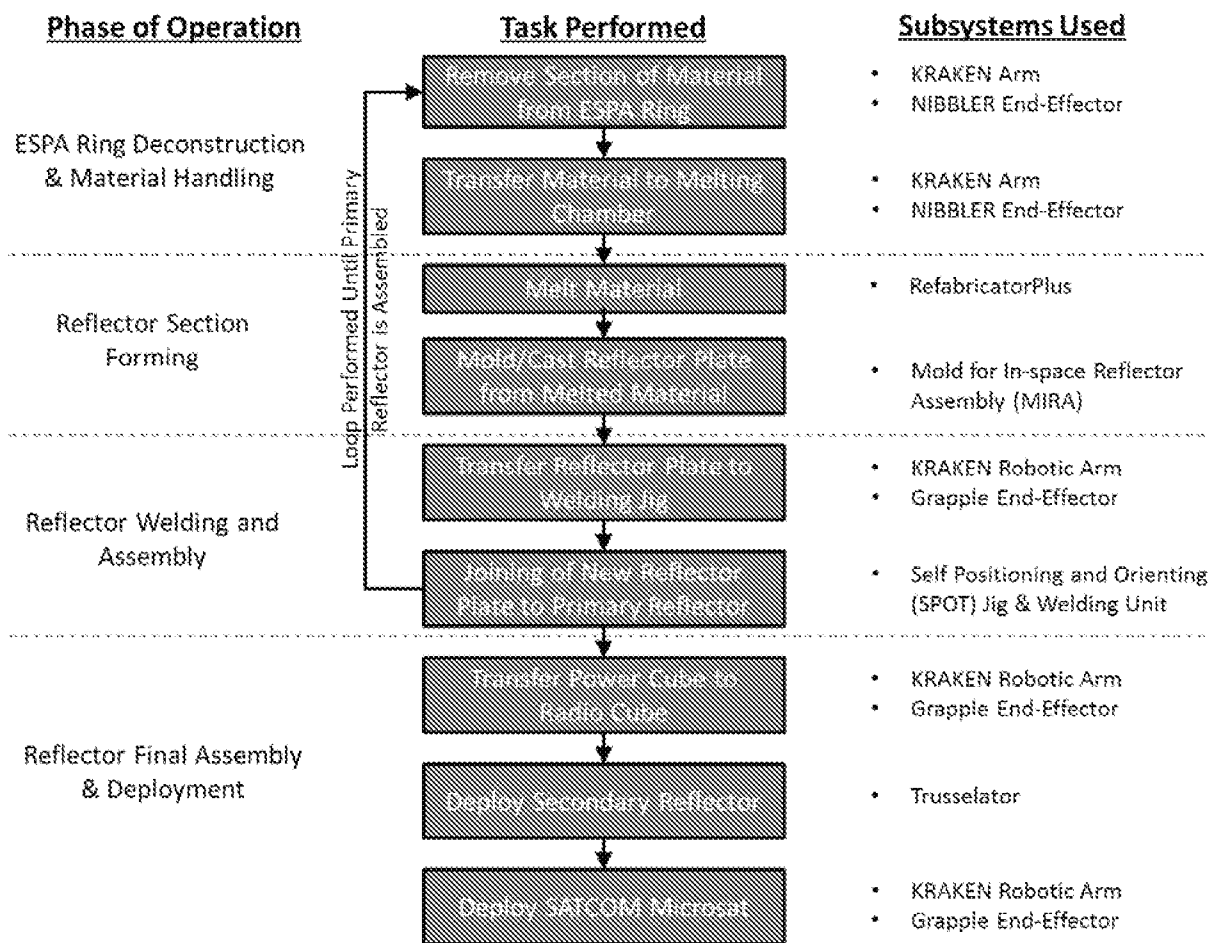 Phase of Operation
Task Performed
Subsystems Used
Remove Section of Material
from ESPA Ring
• KRAKEN Arm
• NIBBLER End-Effector
ESPA Ring Deconstruction
& Material Handling
Transfer Material to Melting
Chamber
• KRAKEN Arm
• NIBBLER End-Effector
Loop Performed Until Primary
Reflector is Assembled
Reflector Section
Forming
Melt Material
• RefabricatorPlus
Mold/Cast Reflector Plate
from Melted Material
• Mold for In-space Reflector
Assembly (MIRA)
Reflector Welding and
Assembly
Transfer Reflector Plate to
Welding Jig
• KRAKEN Robotic Arm
• Grapple End-Effector
Joining of New Reflector
Plate to Primary Reflector
• Self Positioning and Orienting
(SPOT) Jig & Welding Unit
Reflector Final Assembly
& Deployment
Transfer Power Cube to
Radio Cube
• KRAKEN Robotic Arm
• Grapple End-Effector
Deploy Secondary Reflector
• Trusselator
Deploy SATCOM Microsat
• KRAKEN Robotic Arm
• Grapple End-Effector